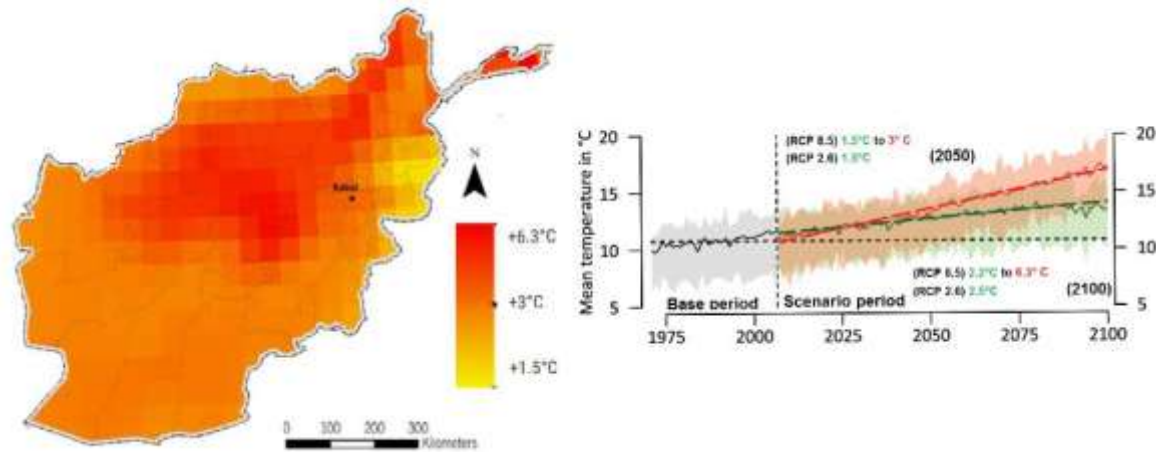 N
Kabul
+6.3°C
+3°C
+1.5°C
0 100 200 300
Kilometers
Mean temperature in °C
20
15
10
5
(RCP 8.5) 1.5°C to 3° C
(RCP 2.6) 1.5°C
(2050)
20
15
10
5
(RCP 8.5) 2.2°C to 6.3° C
(RCP 2.6) 2.5°C
(2100)
Base period
Scenario period
1975 2000 2025 2050 2075 2100